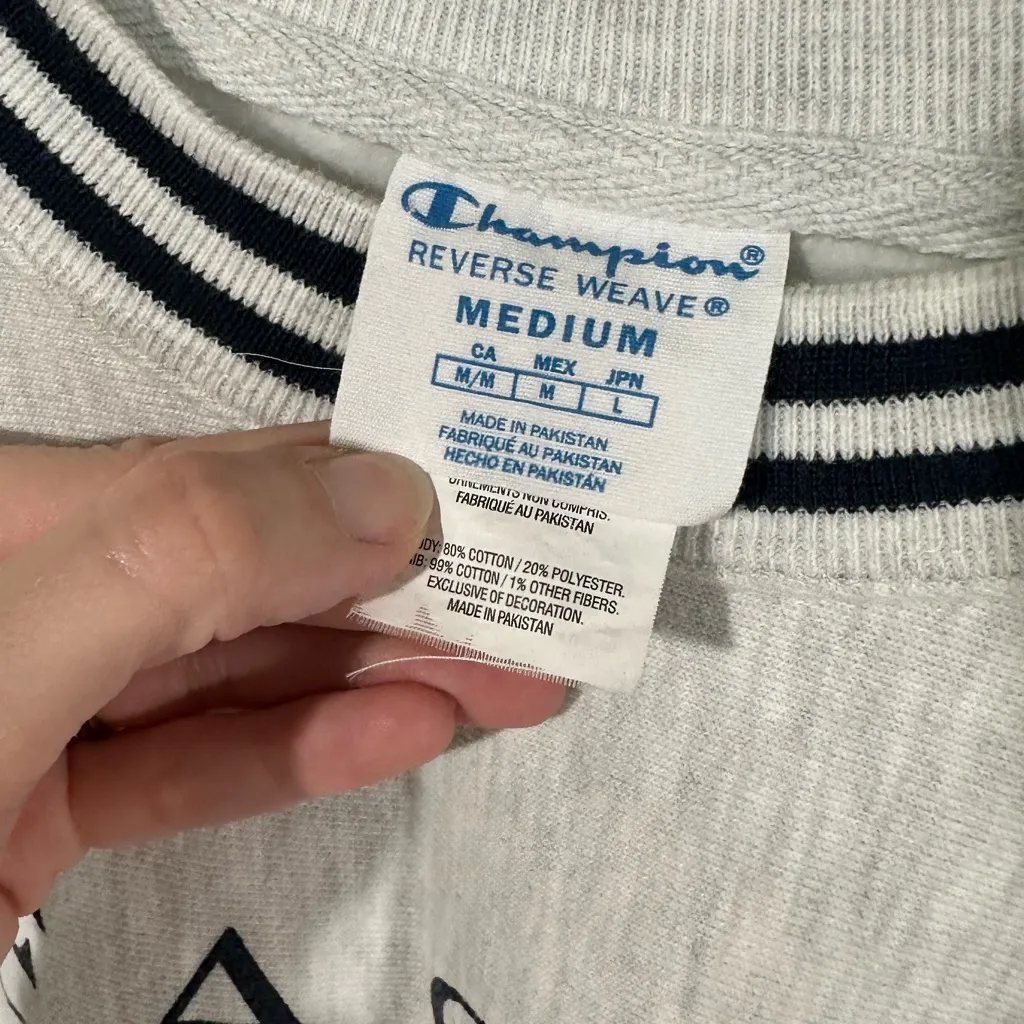 Champion®
REVERSE WEAVE®
MEDIUM
CA MEX JPN
M/M M L
MADE IN PAKISTAN
FABRIQUÉ AU PAKISTAN
HECHO EN PAKISTÁN
ORNEMENTS NON COMPRIS.
FABRIQUÉ AU PAKISTAN
80% COTTON / 20% POLYESTER.
99% COTTON / 1% OTHER FIBERS.
EXCLUSIVE OF DECORATION.
MADE IN PAKISTAN